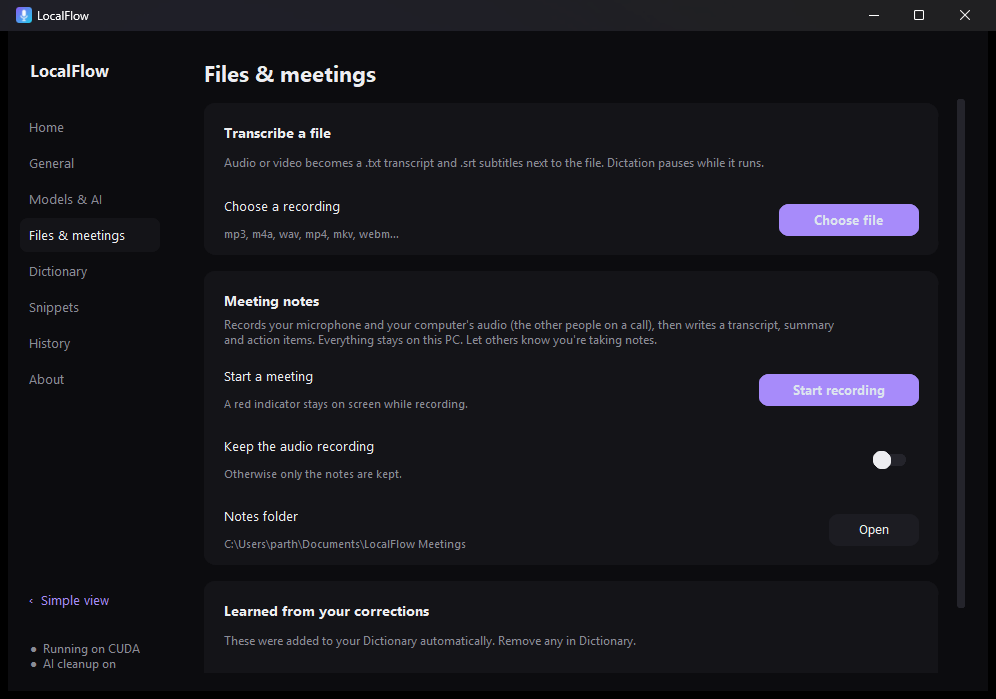 LocalFlow
LocalFlow
Home
General
Models & AI
Files & meetings
Dictionary
Snippets
History
About
‹ Simple view
● Running on CUDA
● AI cleanup on
Files & meetings
Transcribe a file
Audio or video becomes a .txt transcript and .srt subtitles next to the file. Dictation pauses while it runs.
Choose a recording
mp3, m4a, wav, mp4, mkv, webm...
Choose file
Meeting notes
Records your microphone and your computer's audio (the other people on a call), then writes a transcript, summary
and action items. Everything stays on this PC. Let others know you're taking notes.
Start a meeting
A red indicator stays on screen while recording.
Start recording
Keep the audio recording
Otherwise only the notes are kept.
Notes folder
C:\Users\parth\Documents\LocalFlow Meetings
Open
Learned from your corrections
These were added to your Dictionary automatically. Remove any in Dictionary.